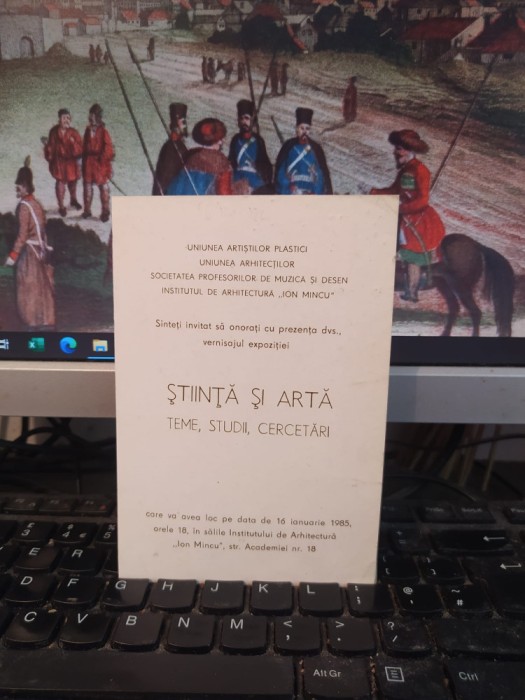 UNIUNEA ARTIȘTILOR PLASTICI
UNIUNEA ARHITECȚILOR
SOCIETATEA PROFESORILOR DE MUZICĂ ȘI DESEN
INSTITUTUL DE ARHITECTURĂ „ION MINCU"
Sînteți invitat să onorați cu prezența dvs.,
vernisajul expoziției
ȘTIINȚĂ ȘI ARTĂ
TEME, STUDII, CERCETĂRI
care va avea loc pe data de 16 ianuarie 1985,
orele 18, în sălile Institutului de Arhitectură
„Ion Mincu", str. Academiei nr. 18
£ 3 $ 4 € % 5
E R
D F G H J K L : ; @ ' ~ #
C V B N M < , > . ? /
Alt Gr Ctrl